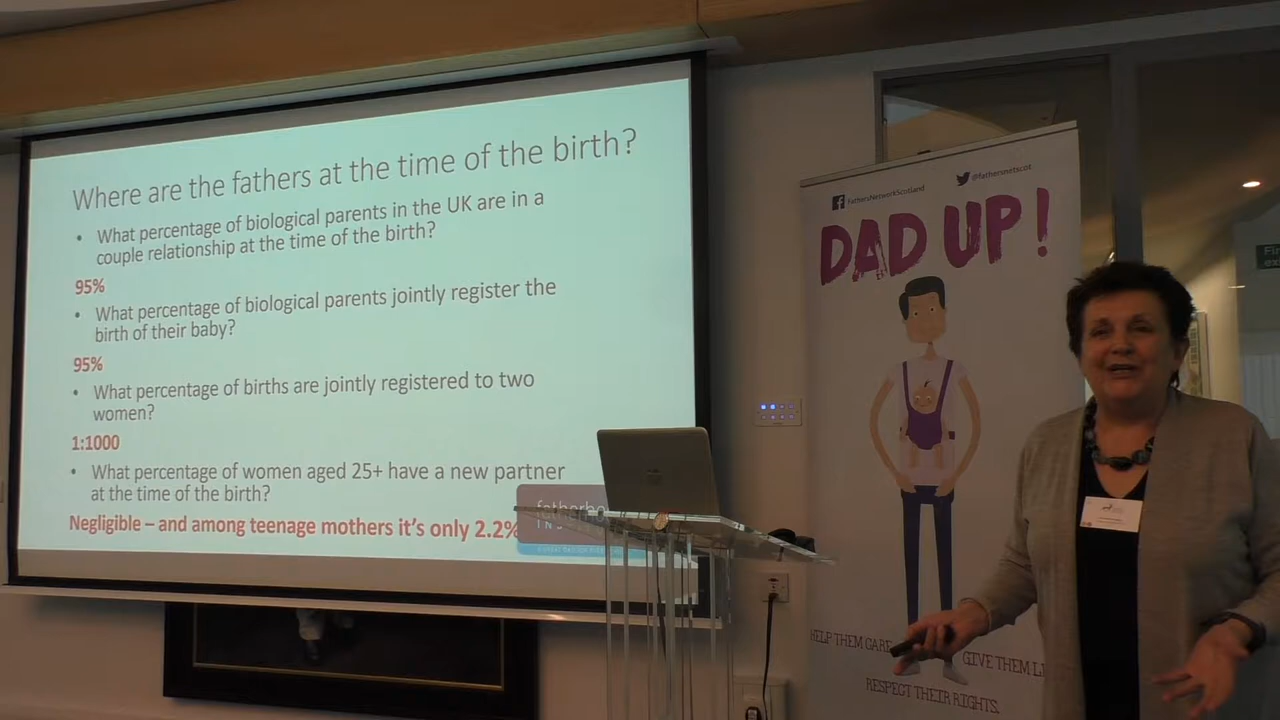 Where are the fathers at the time of the birth?
• What percentage of biological parents in the UK are in a
couple relationship at the time of the birth?
95%
• What percentage of biological parents jointly register the
birth of their baby?
95%
• What percentage of births are jointly registered to two
women?
1:1000
• What percentage of women aged 25+ have a new partner
at the time of the birth?
Negligible – and among teenage mothers it's only 2.2%
FathersNetworkScotland
@fathersnetscot
DAD UP!
HELP THEM CARE
GIVE THEM
RESPECT THEIR RIGHTS.